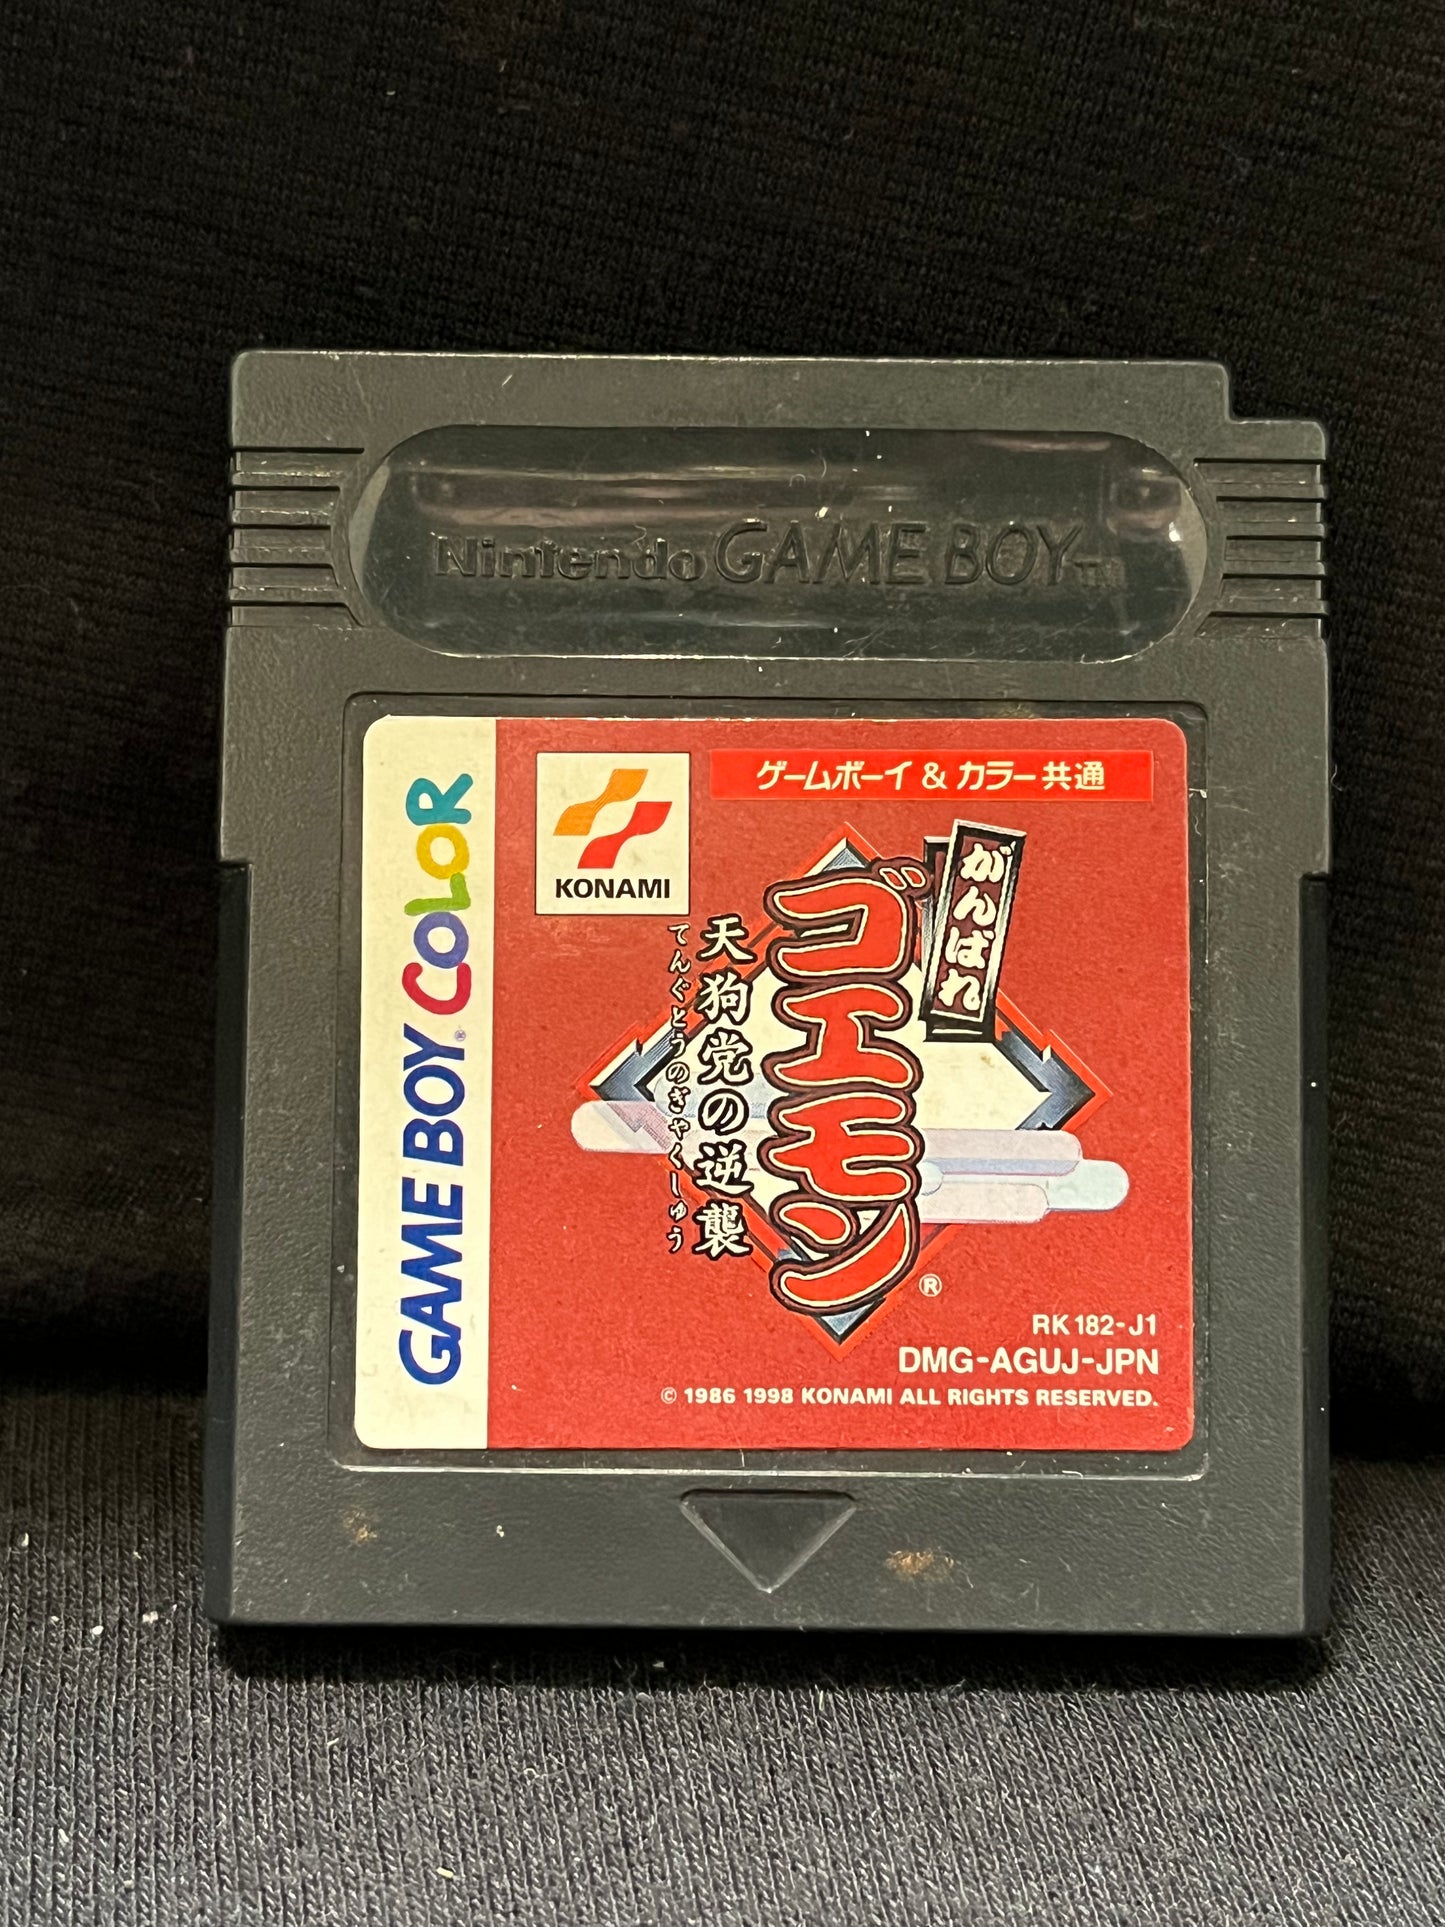 Nintendo GAME BOY TM
GAME BOY® COLOR
KONAMI
ゲームボーイ & カラー共通
がんばれ
ゴエモン
天狗党の逆襲
てんぐとうのぎゃくしゅう
®
RK182-J1
DMG-AGUJ-JPN
© 1986 1998 KONAMI ALL RIGHTS RESERVED.